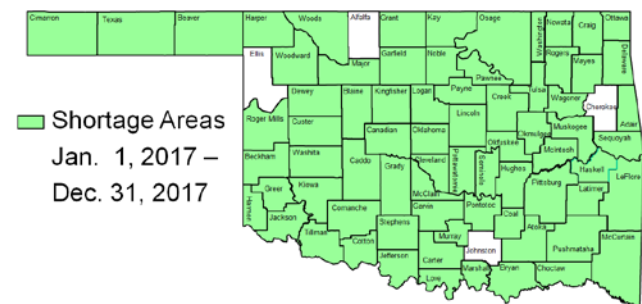 Cimarron
Texas
Beaver
Harper
Woods
Alfalfa
Grant
Kay
Osage
Washington
Nowata
Craig
Ottawa
Ellis
Woodward
Major
Garfield
Noble
Pawnee
Rogers
Mayes
Delaware
Dewey
Blaine
Kingfisher
Logan
Payne
Creek
Tulsa
Wagoner
Cherokee
Adair
Shortage Areas
Jan. 1, 2017 –
Dec. 31, 2017
Roger Mills
Custer
Canadian
Oklahoma
Lincoln
Okfuskee
Okmulgee
Muskogee
Sequoyah
McIntosh
Beckham
Washita
Caddo
Grady
Cleveland
Pottawatomie
Seminole
Hughes
Pittsburg
Haskell
LeFlore
Latimer
Greer
Kiowa
McClain
Harmon
Jackson
Comanche
Garvin
Pontotoc
Coal
Tillman
Cotton
Stephens
Murray
Johnston
Atoka
Pushmataha
McCurtain
Jefferson
Carter
Love
Marshall
Bryan
Choctaw